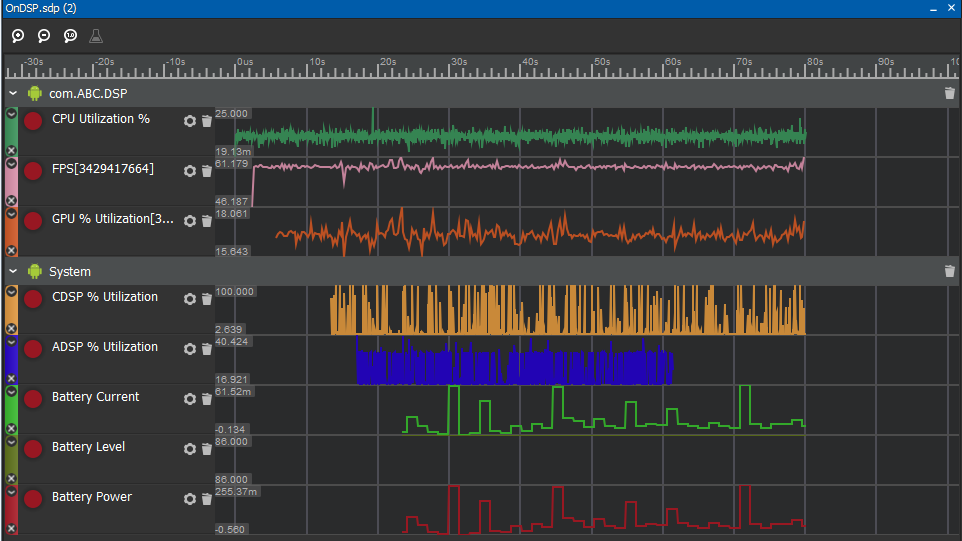 OnDSP.sdp (2)
1.0
-30s -20s -10s 0us 10s 20s 30s 40s 50s 60s 70s 80s 90s 10
com.ABC.DSP
CPU Utilization % 25.000
19.13m
FPS[3429417664] 61.179
46.187
GPU % Utilization[3... 18.061
15.643
System
CDSP % Utilization 100.000
2.639
ADSP % Utilization 40.424
16.921
Battery Current 61.52m
-0.134
Battery Level 86.000
86.000
Battery Power 255.37m
-0.560